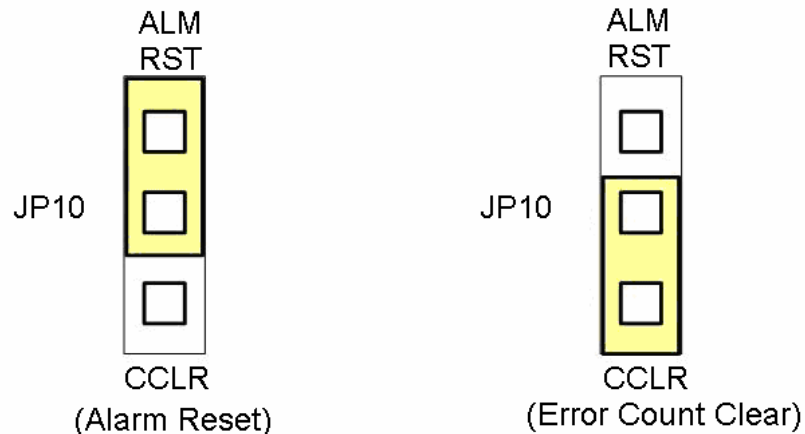 ALM
RST
JP10
CCLR
(Alarm Reset)
ALM
RST
JP10
CCLR
(Error Count Clear)